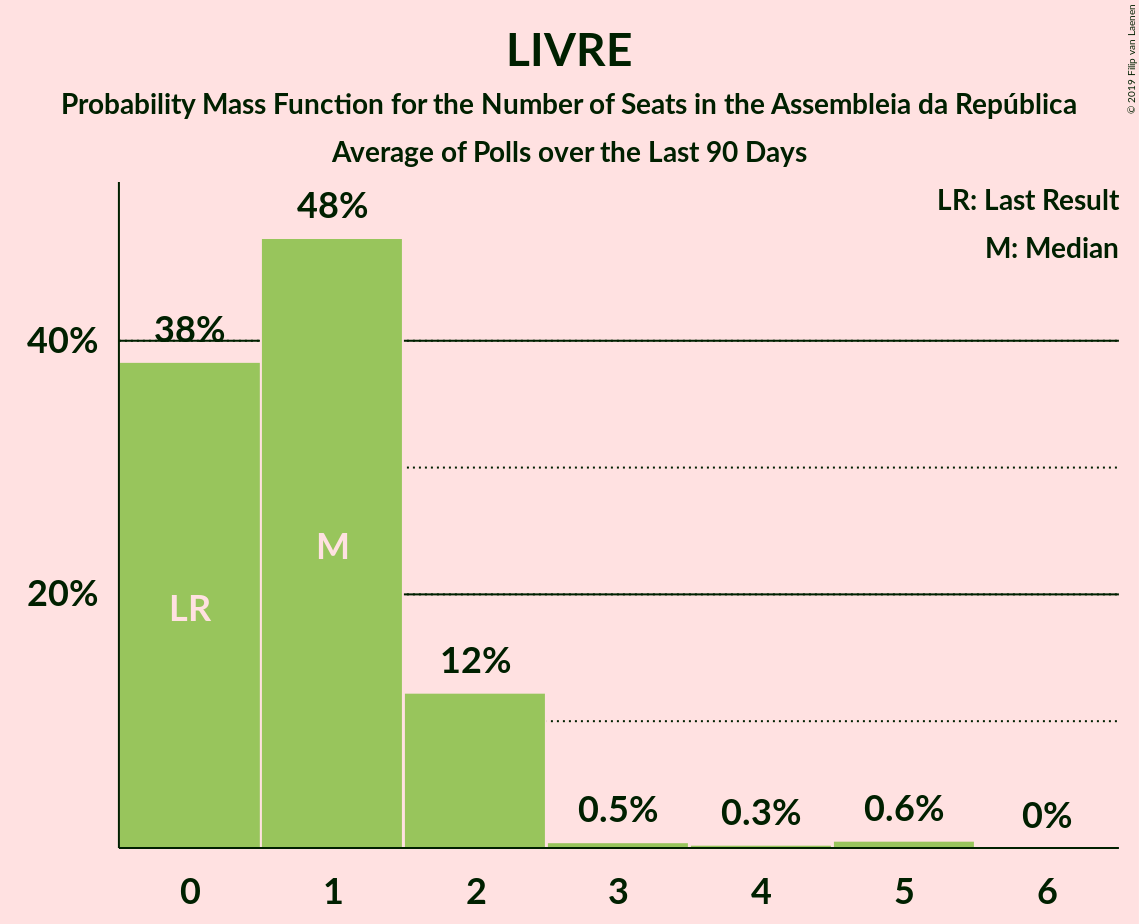 LIVRE
Probability Mass Function for the Number of Seats in the Assembleia da República
Average of Polls over the Last 90 Days
© 2019 Filip van Laenen
LR: Last Result
M: Median
48%
38%
40%
M
20%
LR
12%
0.5%
0.3%
0.6%
0%
0 1 2 3 4 5 6